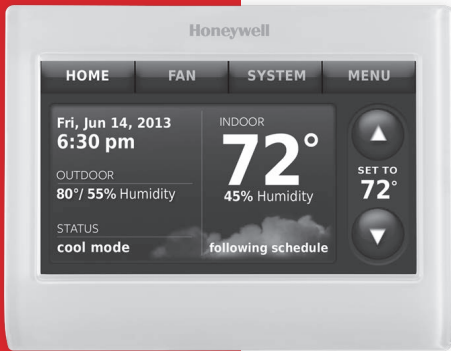 Honeywell
HOME FAN SYSTEM MENU
Fri, Jun 14, 2013
6:30 pm
OUTDOOR
80°/ 55% Humidity
STATUS
cool mode
INDOOR
72°
45% Humidity
following schedule
SET TO
72°